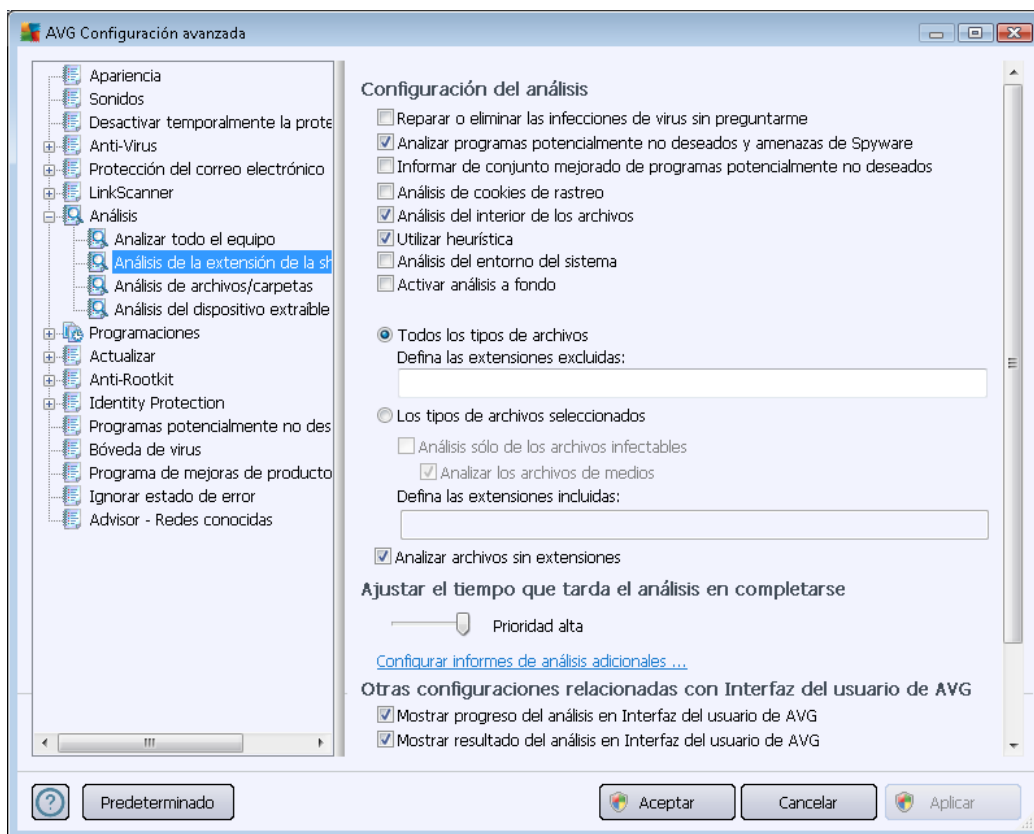 AVG Configuración avanzada
Apariencia
Sonidos
Desactivar temporalmente la prote
Anti-Virus
Protección del correo electrónico
LinkScanner
Análisis
Analizar todo el equipo
Análisis de la extensión de la sh
Análisis de archivos/carpetas
Análisis del dispositivo extraíble
Programaciones
Actualizar
Anti-Rootkit
Identity Protection
Programas potencialmente no des
Bóveda de virus
Programa de mejoras de producto
Ignorar estado de error
Advisor - Redes conocidas
Configuración del análisis
Reparar o eliminar las infecciones de virus sin preguntarme
Analizar programas potencialmente no deseados y amenazas de Spyware
Informar de conjunto mejorado de programas potencialmente no deseados
Análisis de cookies de rastreo
Análisis del interior de los archivos
Utilizar heurística
Análisis del entorno del sistema
Activar análisis a fondo
Todos los tipos de archivos
Defina las extensiones excluidas:
Los tipos de archivos seleccionados
Análisis sólo de los archivos infectables
Analizar los archivos de medios
Defina las extensiones incluidas:
Analizar archivos sin extensiones
Ajustar el tiempo que tarda el análisis en completarse
Prioridad alta
Configurar informes de análisis adicionales ...
Otras configuraciones relacionadas con Interfaz del usuario de AVG
Mostrar progreso del análisis en Interfaz del usuario de AVG
Mostrar resultado del análisis en Interfaz del usuario de AVG
? Predeterminado Aceptar Cancelar Aplicar